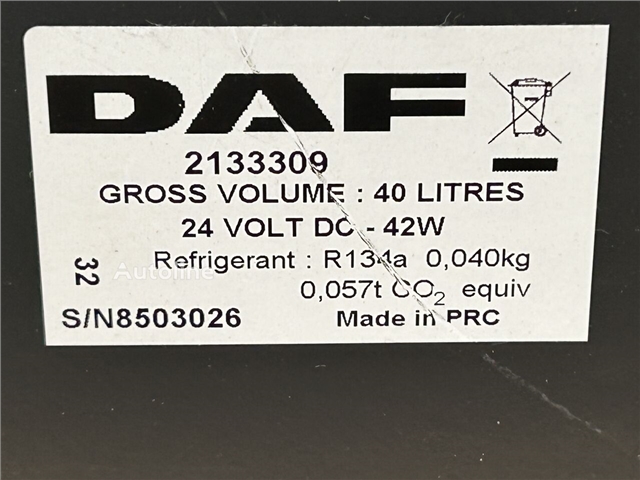 DAF
2133309
GROSS VOLUME : 40 LITRES
24 VOLT DC - 42W
Refrigerant : R134a 0,040kg
32
0,057t CO2 equiv
S/N8503026
Made in PRC
Autoline